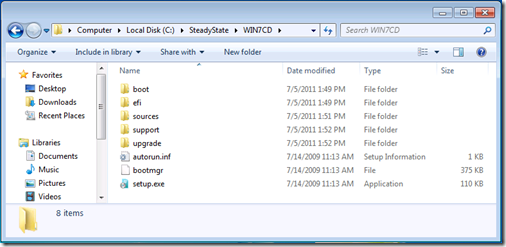 Computer ▸ Local Disk (C:) ▸ SteadyState ▸ WIN7CD ▸
Search WIN7CD
Organize Include in library Share with New folder
Favorites
Desktop
Downloads
Recent Places
Libraries
Documents
Music
Pictures
Videos
Name Date modified Type Size
boot 7/5/2011 1:49 PM File folder
efi 7/5/2011 1:49 PM File folder
sources 7/5/2011 1:51 PM File folder
support 7/5/2011 1:52 PM File folder
upgrade 7/5/2011 1:52 PM File folder
autorun.inf 7/14/2009 11:13 AM Setup Information 1 KB
bootmgr 7/14/2009 11:13 AM File 375 KB
setup.exe 7/14/2009 11:13 AM Application 110 KB
8 items